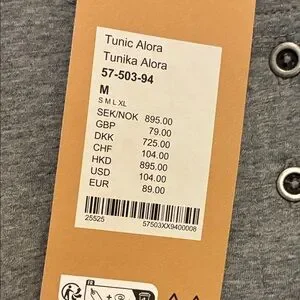 Tunic Alora
Tunika Alora
57-503-94
M
S M L XL
SEK/NOK 895.00
GBP 79.00
DKK 725.00
CHF 104.00
HKD 895.00
USD 104.00
EUR 89.00
25525 57503XX9400008
FR